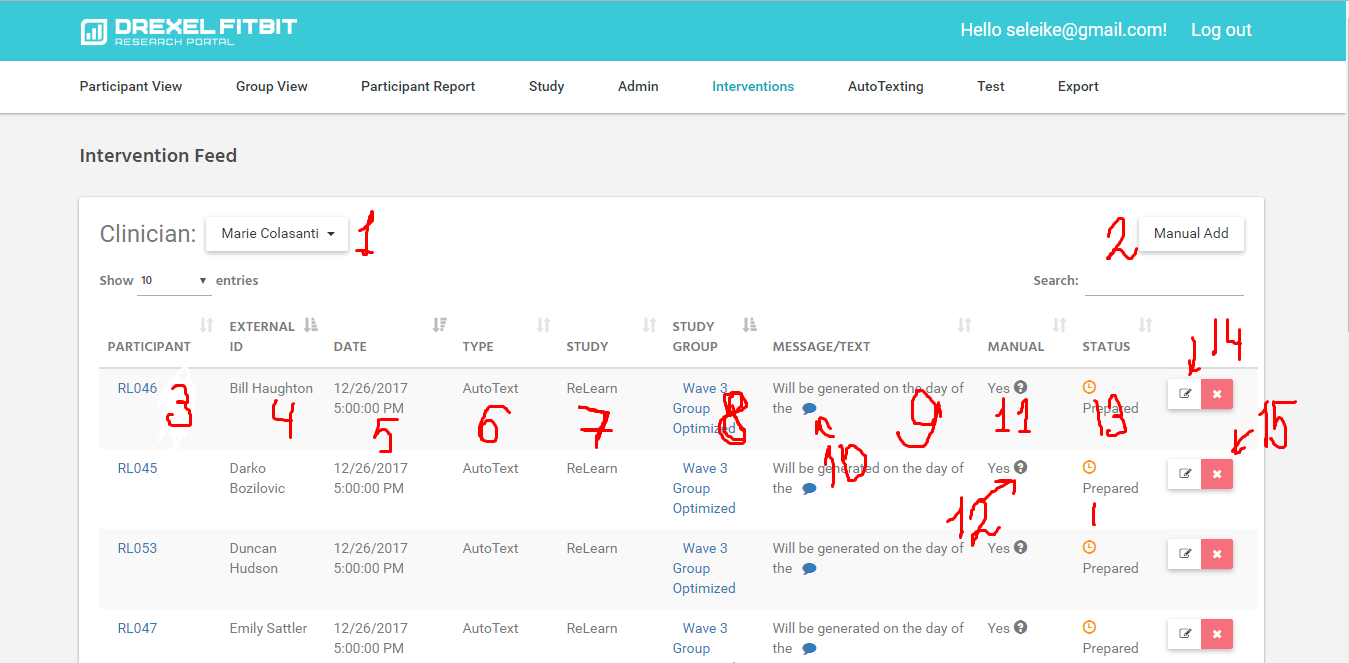 DREXEL FITBIT
RESEARCH PORTAL
Hello seleike@gmail.com! Log out
Participant View Group View Participant Report Study Admin Interventions AutoTexting Test Export
Intervention Feed
Clinician: Marie Colasanti 1 2 Manual Add
Show 10 entries Search:
PARTICIPANT EXTERNAL ID DATE TYPE STUDY STUDY GROUP MESSAGE/TEXT MANUAL STATUS
14
RL046 Bill Haughton 12/26/2017 5:00:00 PM AutoText ReLearn Wave 3 Group Optimized Will be generated on the day of the Yes Prepared
3 4 5 6 7 8 9 10 11 13 15
RL045 Darko Bozilovic 12/26/2017 5:00:00 PM AutoText ReLearn Wave 3 Group Optimized Will be generated on the day of the Yes Prepared
12
RL053 Duncan Hudson 12/26/2017 5:00:00 PM AutoText ReLearn Wave 3 Group Optimized Will be generated on the day of the Yes Prepared
RL047 Emily Sattler 12/26/2017 5:00:00 PM AutoText ReLearn Wave 3 Group Will be generated on the day of the Yes Prepared